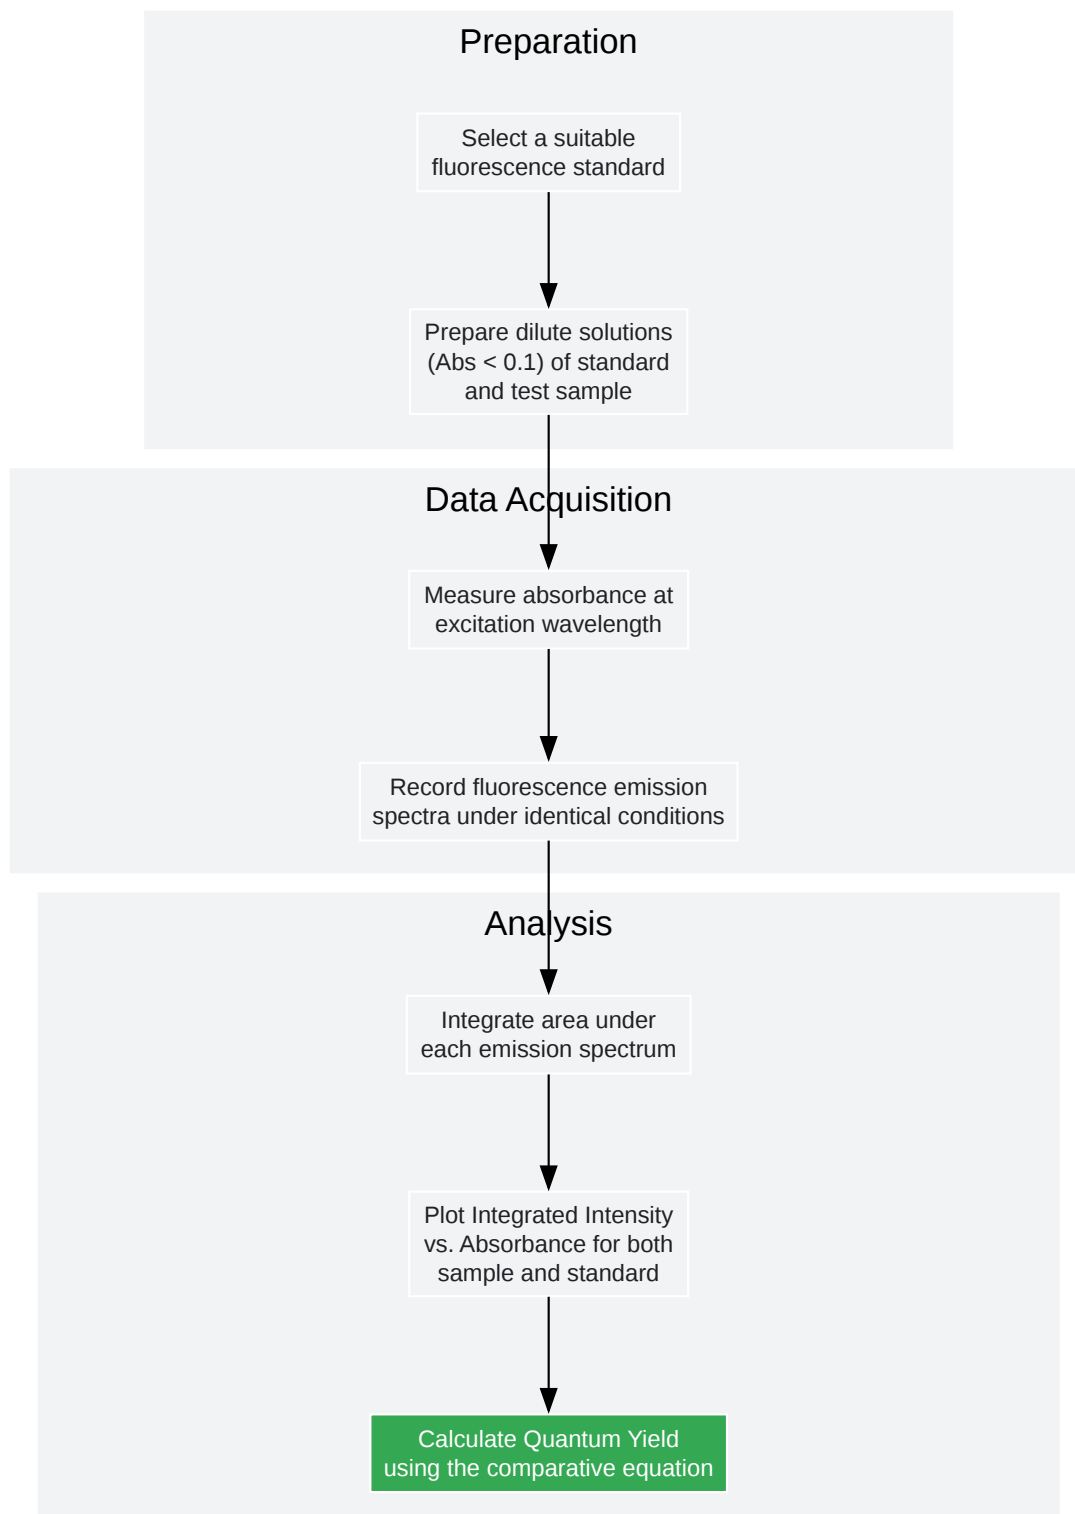 Preparation
Select a suitable
fluorescence standard
Prepare dilute solutions
(Abs < 0.1) of standard
and test sample
Data Acquisition
Measure absorbance at
excitation wavelength
Record fluorescence emission
spectra under identical conditions
Analysis
Integrate area under
each emission spectrum
Plot Integrated Intensity
vs. Absorbance for both
sample and standard
Calculate Quantum Yield
using the comparative equation